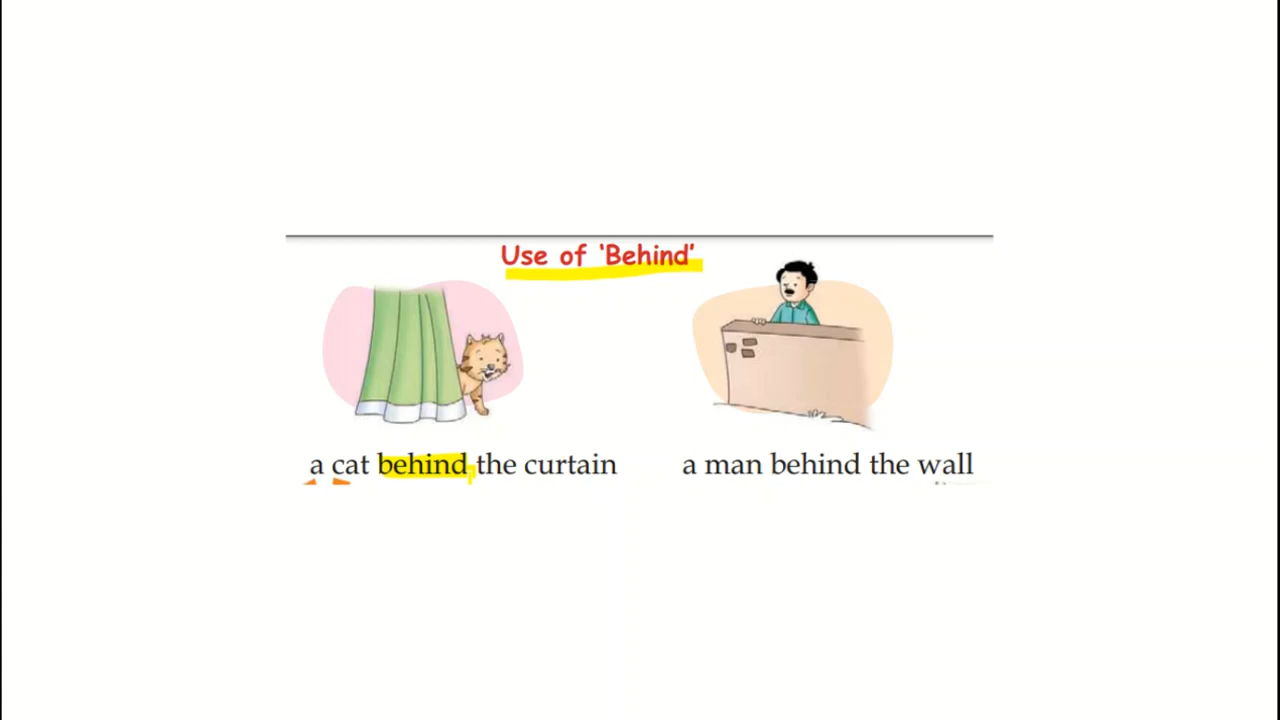 Use of ‘Behind’
a cat behind the curtain
a man behind the wall